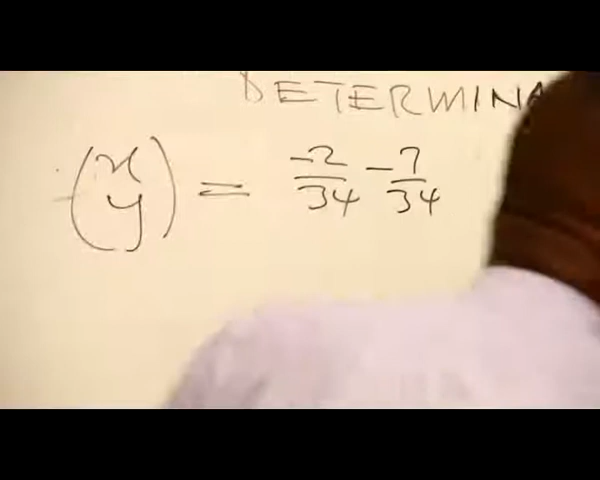 DETERMINA
(x y) = -2/34 -7/34